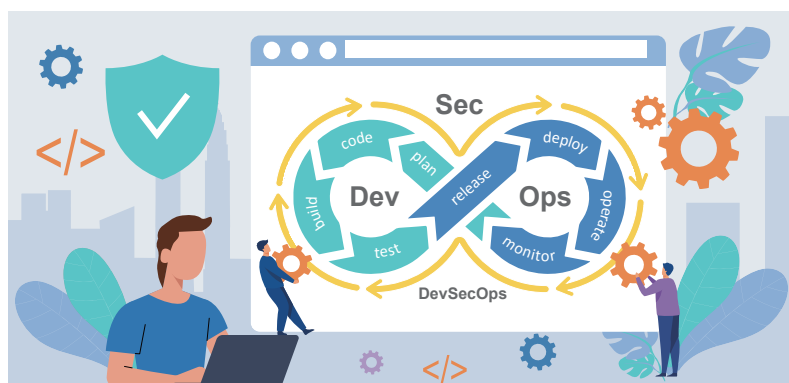 Sec
</>
code
plan
deploy
release
Dev
Ops
build
operate
test
monitor
DevSecOps
</>